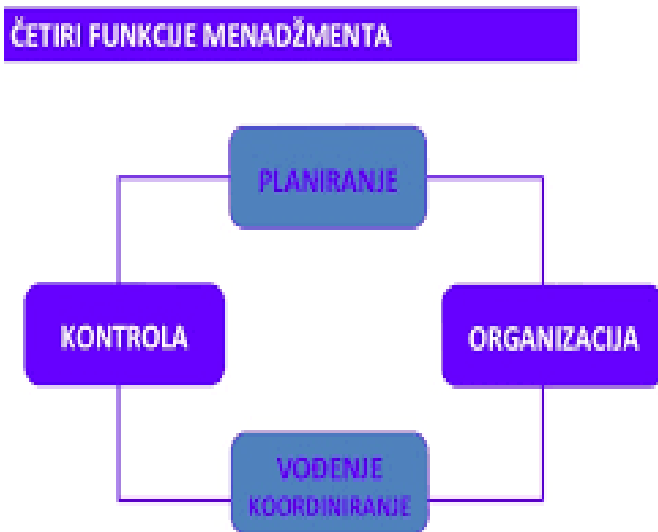 ČETIRI FUNKCIJE MENADŽMENTA
PLANIRANJE
KONTROLA
ORGANIZACIJA
VOĐENJE
KOORDINIRANJE